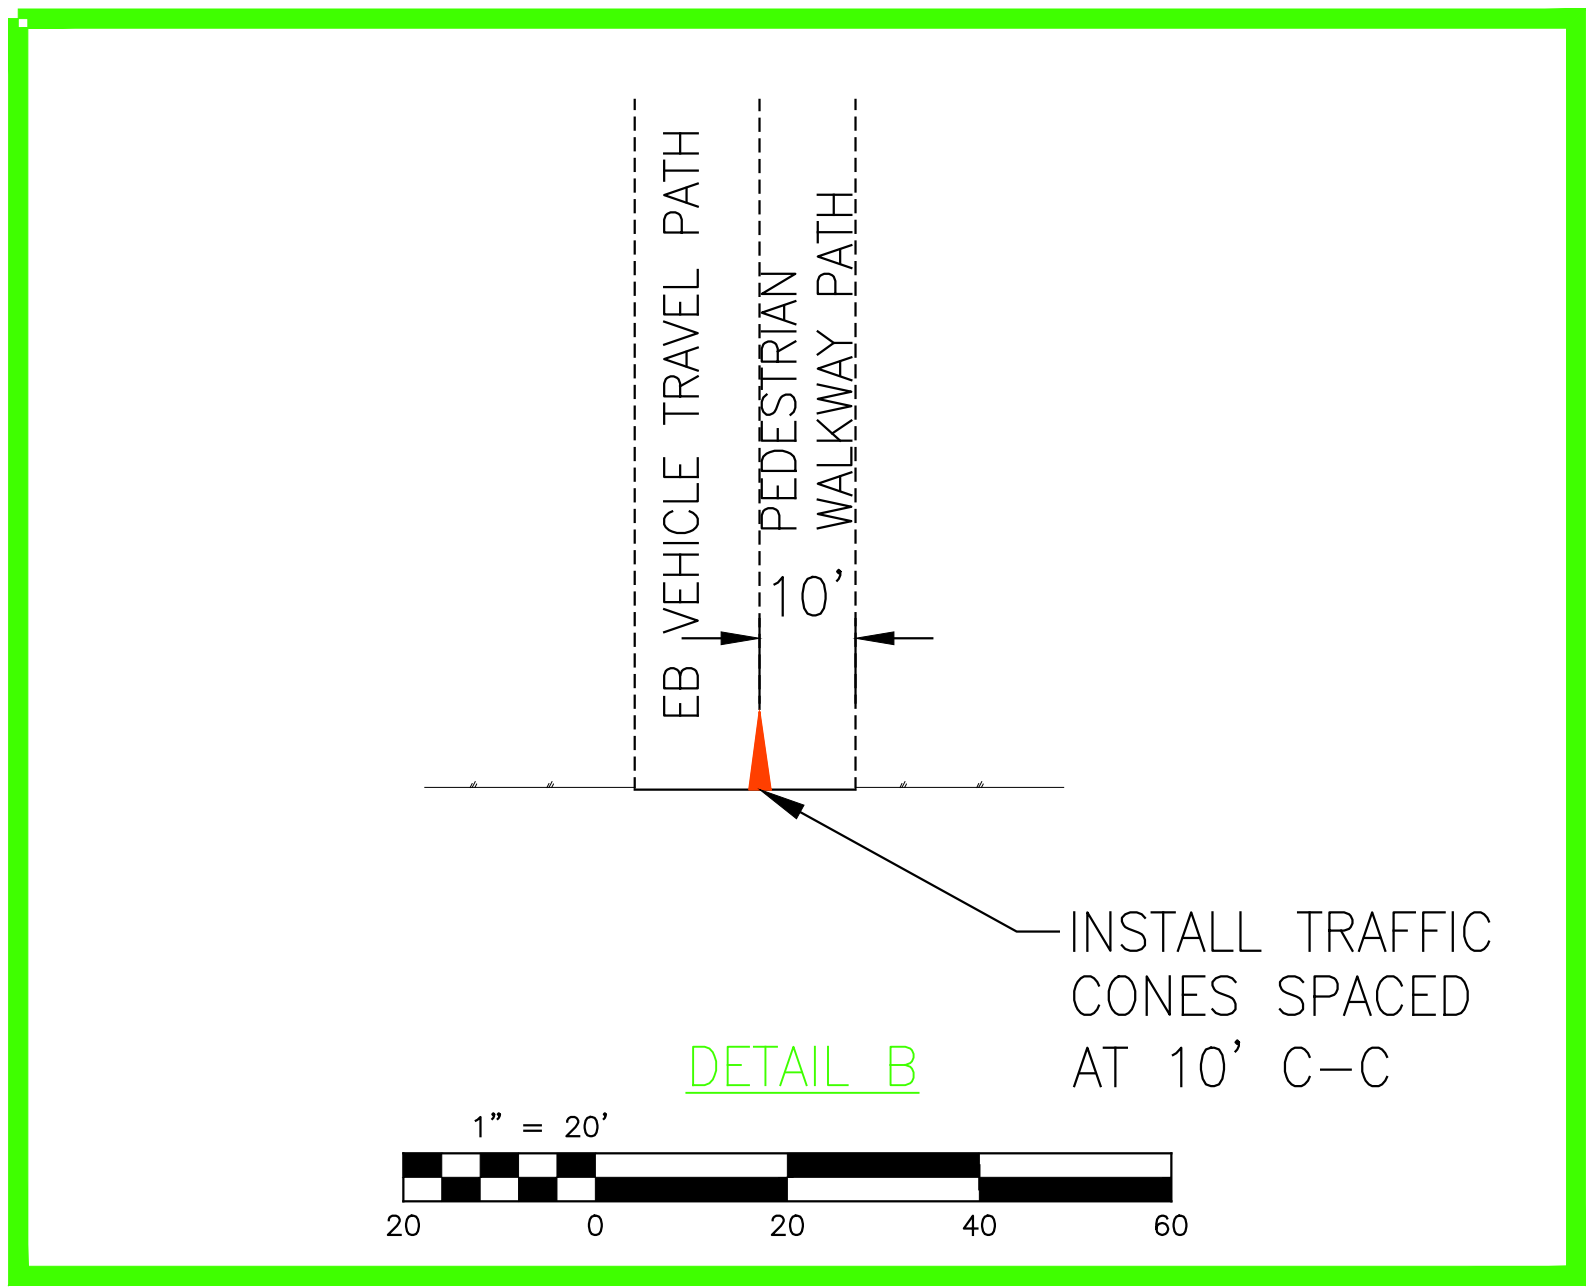 EB VEHICLE TRAVEL PATH
PEDESTRIAN
WALKWAY PATH
10'
INSTALL TRAFFIC
CONES SPACED
AT 10' C-C
DETAIL B
1" = 20'
20 0 20 40 60